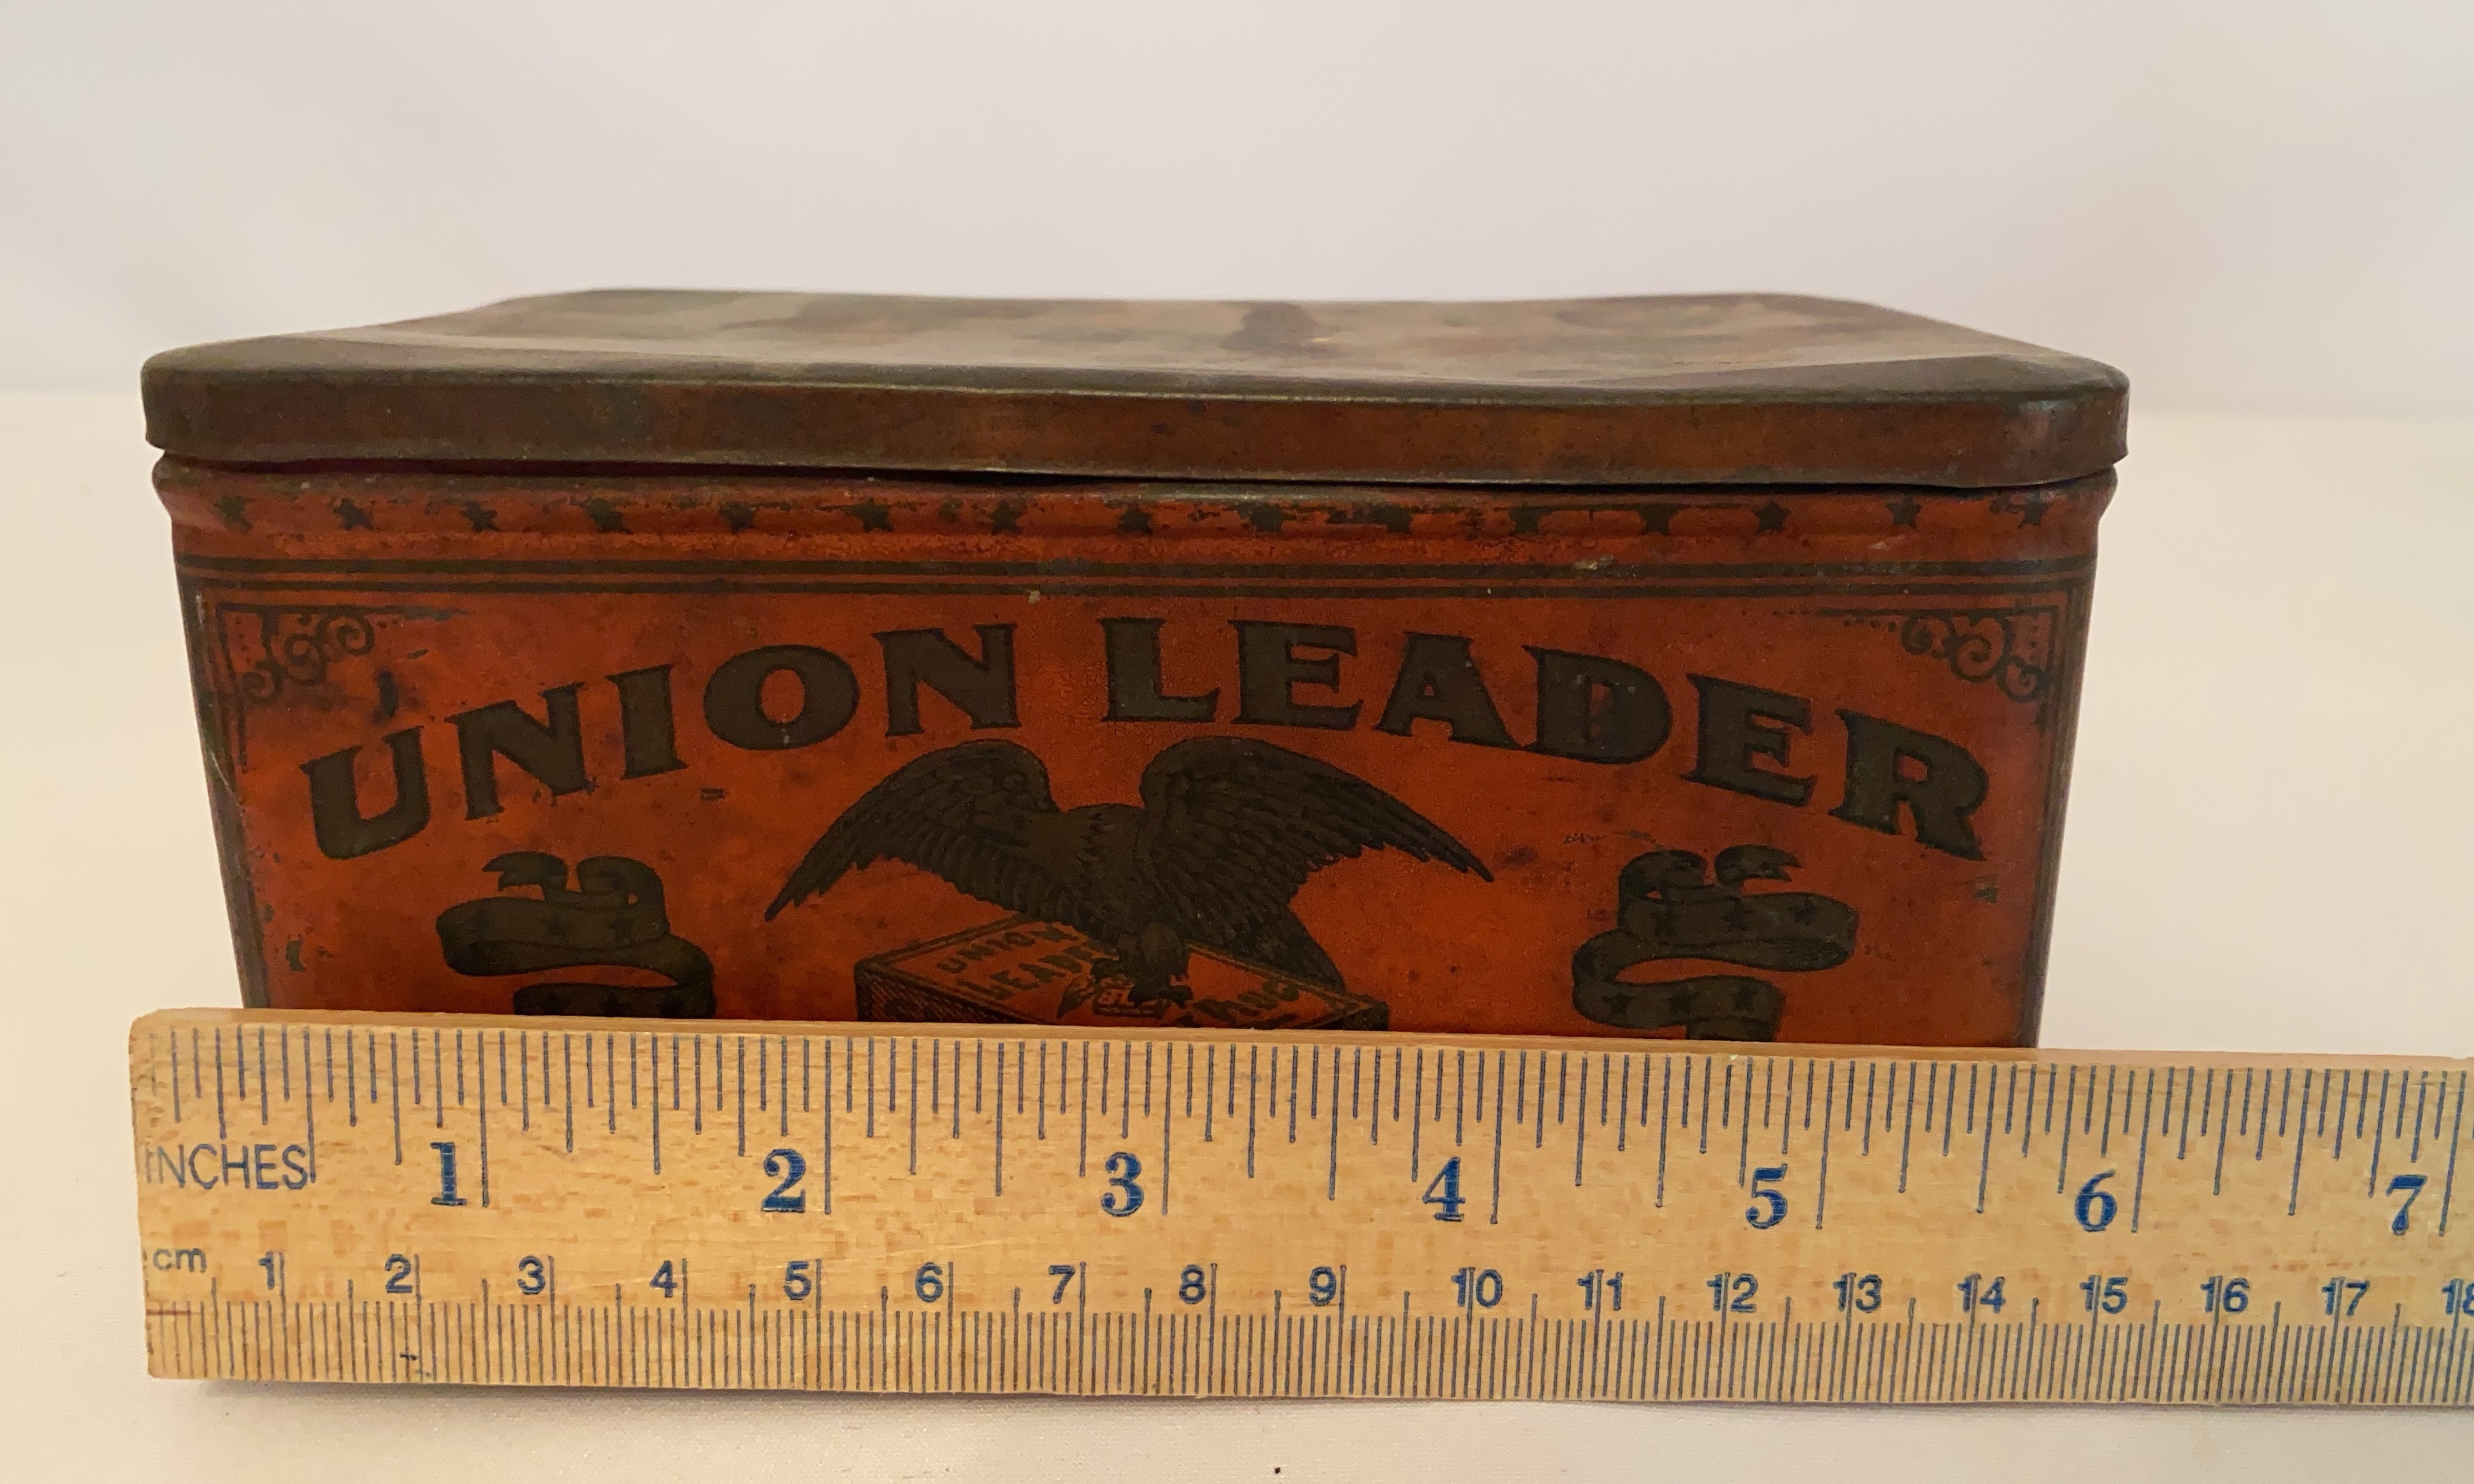 UNION LEADER
UNION
LEADER
INCHES 1 2 3 4 5 6 7
cm 1 2 3 4 5 6 7 8 9 10 11 12 13 14 15 16 17 18